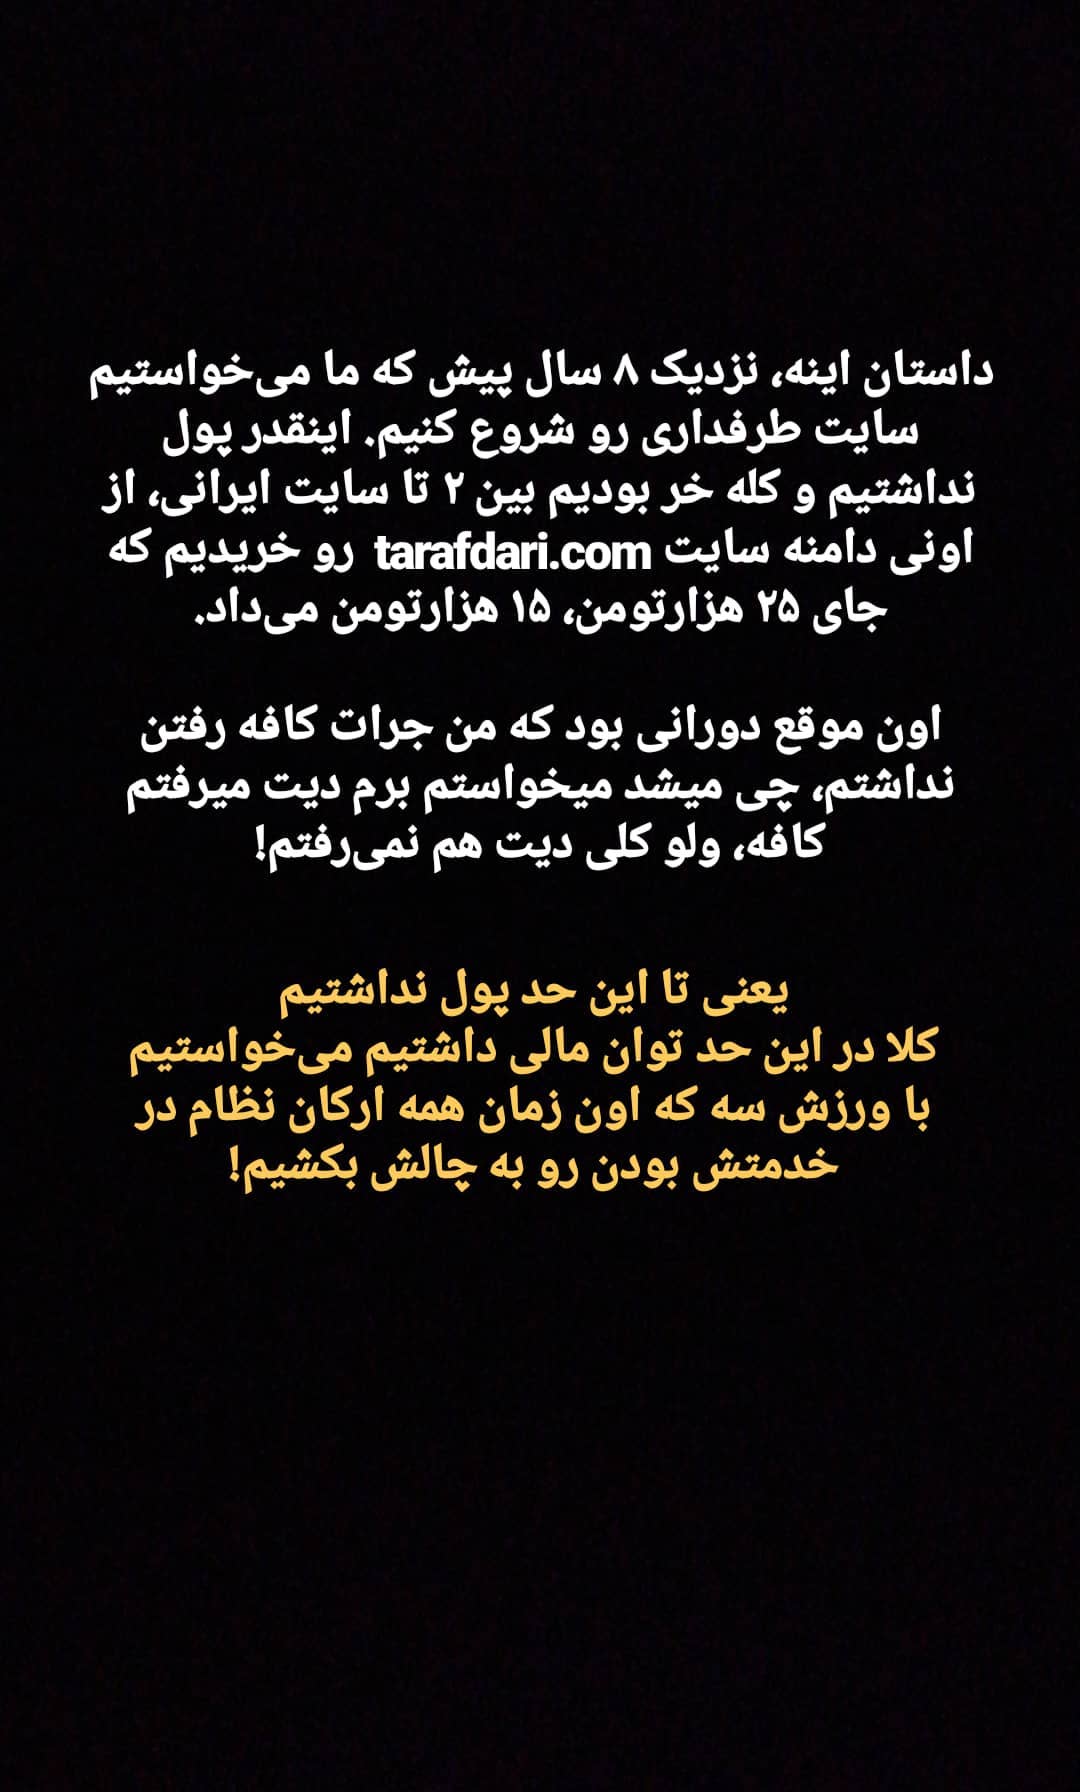 داستان اینه، نزدیک ۸ سال پیش که ما می‌خواستیم
سایت طرفداری رو شروع کنیم. اینقدر پول
نداشتیم و کله خر بودیم بین ۲ تا سایت ایرانی، از
اونی دامنه سایت tarafdari.com رو خریدیم که
جای ۲۵ هزارتومن، ۱۵ هزارتومن می‌داد.
اون موقع دورانی بود که من جرات کافه رفتن
نداشتم، چی میشد میخواستم برم دیت میرفتم
کافه، ولو کلی دیت هم نمی‌رفتم!
یعنی تا این حد پول نداشتیم
کلا در این حد توان مالی داشتیم می‌خواستیم
با ورزش سه که اون زمان همه ارکان نظام در
خدمتش بودن رو به چالش بکشیم!